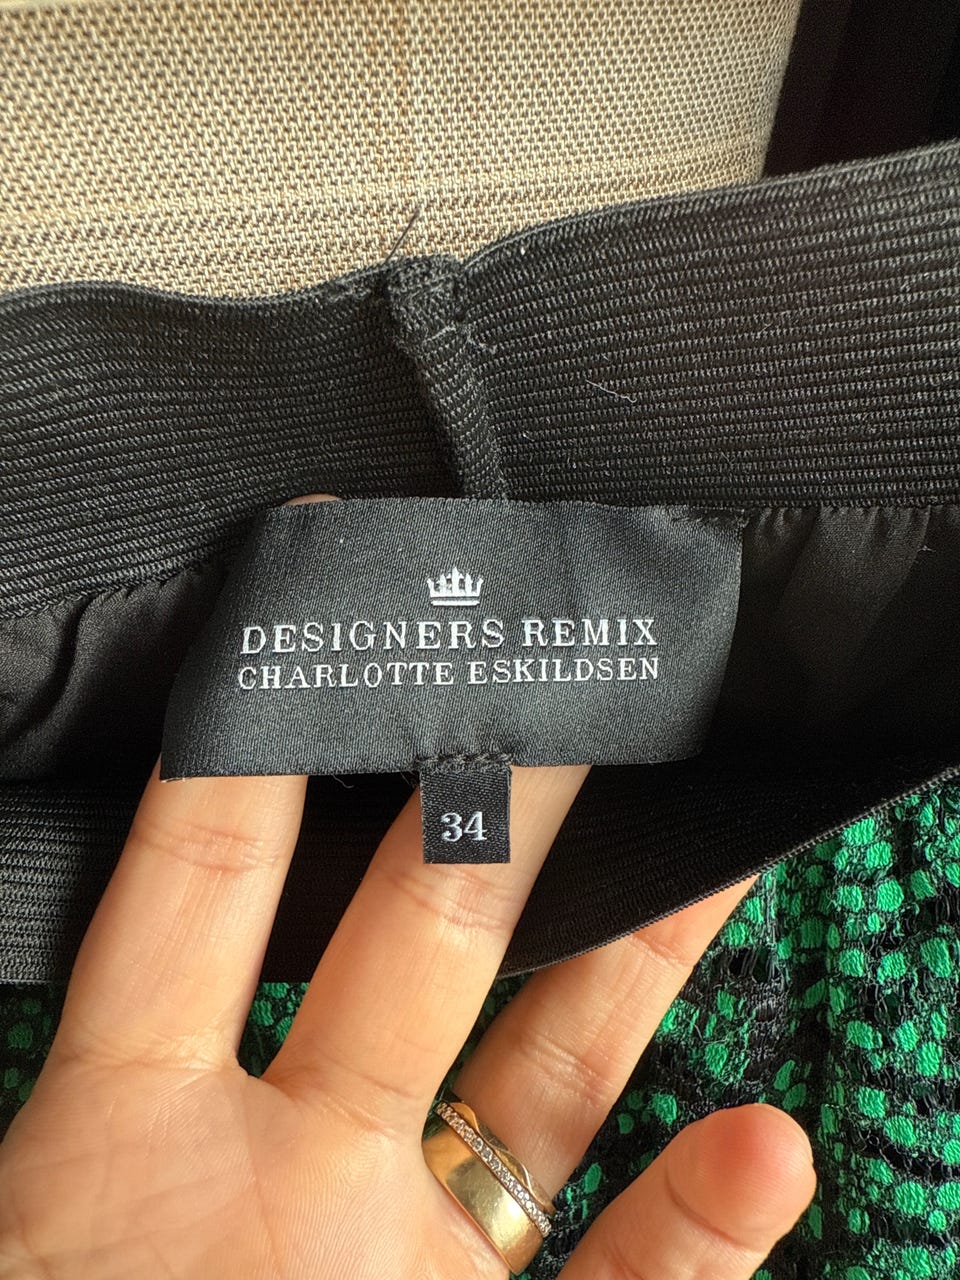 DESIGNERS REMIX
CHARLOTTE ESKILDSEN
34